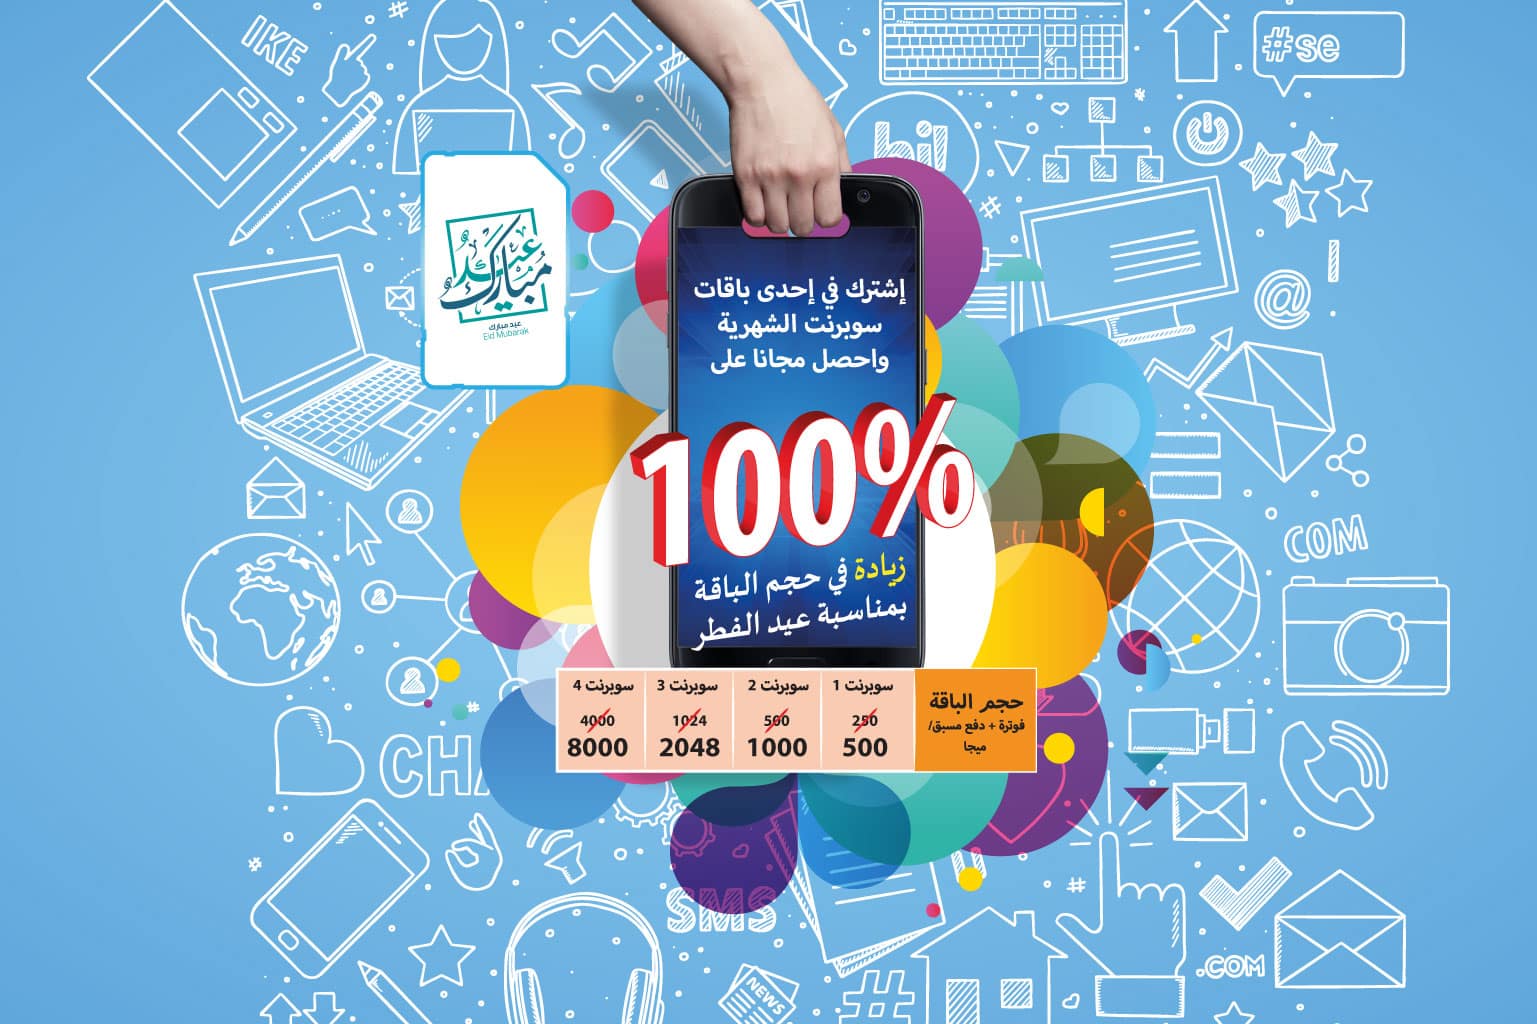 IKE
#se
hi!
عيد مبارك
عيد مبارك
Eid Mubarak
إشترك في إحدى باقات
سوبرنت الشهرية
واحصل مجانا على
100%
زيادة في حجم الباقة
بمناسبة عيد الفطر
حجم الباقة
فوترة + دفع مسبق/
ميجا
سوبرنت 1
250
500
سوبرنت 2
500
1000
سوبرنت 3
1024
2048
سوبرنت 4
4000
8000
COM
CHA
SMS
.COM
NEWS